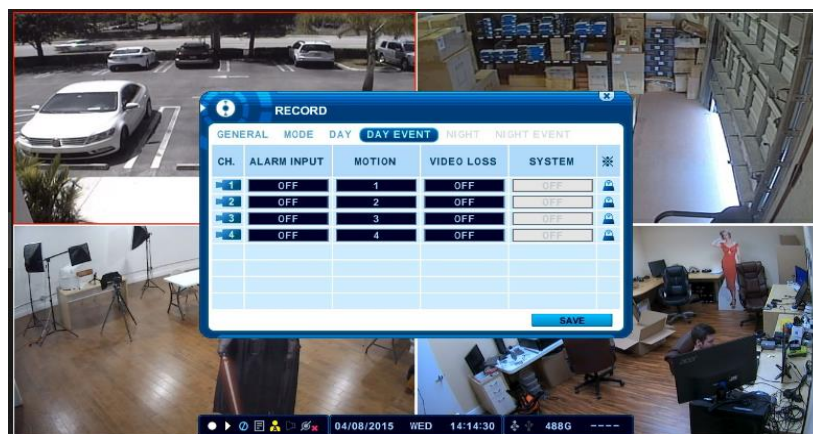 RECORD
GENERAL MODE DAY DAY EVENT NIGHT NIGHT EVENT
CH. ALARM INPUT MOTION VIDEO LOSS SYSTEM
1 OFF 1 OFF OFF
2 OFF 2 OFF OFF
3 OFF 3 OFF OFF
4 OFF 4 OFF OFF
SAVE
acer
04/08/2015 WED 14:14:30 488G ----